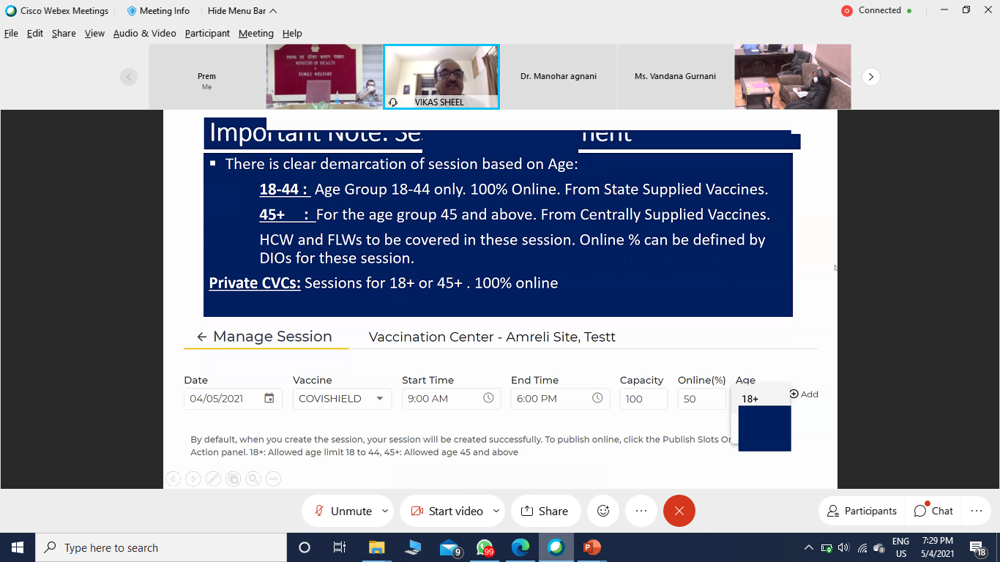 Cisco Webex Meetings
Meeting Info
Hide Menu Bar
Connected
File Edit Share View Audio & Video Participant Meeting Help
Prem
Me
स्वास्थ्य एवं परिवार कल्याण मंत्रालय
MINISTRY OF HEALTH
&
FAMILY WELFARE
VIKAS SHEEL
Dr. Manohar agnani
Ms. Vandana Gurnani
Important Note: Se
nent
▪ There is clear demarcation of session based on Age:
18-44 : Age Group 18-44 only. 100% Online. From State Supplied Vaccines.
45+ : For the age group 45 and above. From Centrally Supplied Vaccines.
HCW and FLWs to be covered in these session. Online % can be defined by
DIOs for these session.
Private CVCs: Sessions for 18+ or 45+ . 100% online
← Manage Session
Vaccination Center - Amreli Site, Testt
Date Vaccine Start Time End Time Capacity Online(%) Age
04/05/2021 COVISHIELD 9:00 AM 6:00 PM 100 50 18+ Add
By default, when you create the session, your session will be created successfully. To publish online, click the Publish Slots
Action panel. 18+: Allowed age limit 18 to 44, 45+: Allowed age 45 and above
Unmute
Start video
Share
Participants
Chat
Type here to search
9
99
ENG
US
7:29 PM
5/4/2021
18